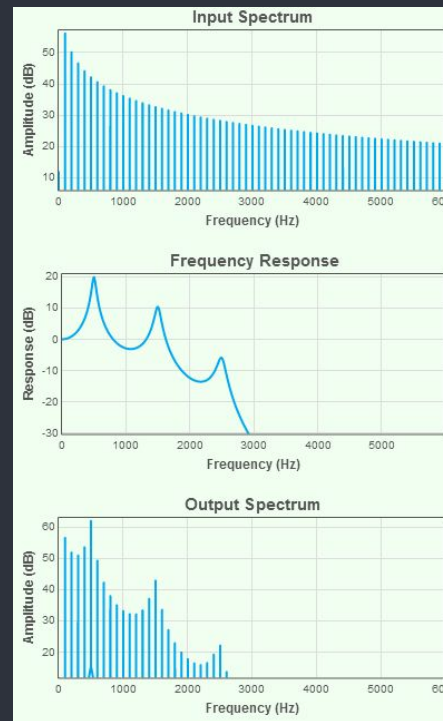 Input Spectrum
50
40
30
20
10
Amplitude (dB)
0 1000 2000 3000 4000 5000
Frequency (Hz)
Frequency Response
20
10
0
-10
-20
-30
Response (dB)
0 1000 2000 3000 4000 5000
Frequency (Hz)
Output Spectrum
60
50
40
30
20
Amplitude (dB)
0 1000 2000 3000 4000 5000
Frequency (Hz)